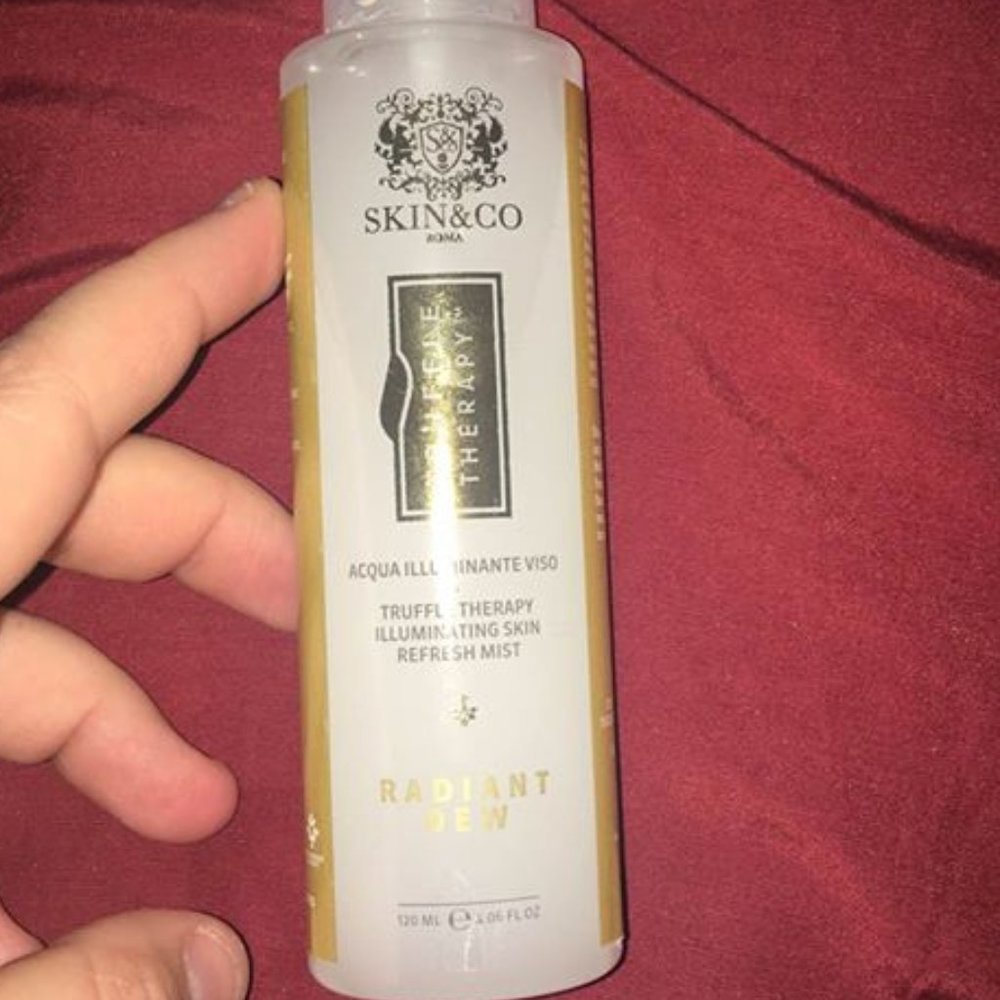 S&S
SKIN&CO
ROMA
TRUFFLE
THERAPY™
ACQUA ILLUMINANTE VISO
TRUFFLE THERAPY
ILLUMINATING SKIN
REFRESH MIST
RADIANT
DEW
120 ML ℮ 4.06 FL OZ